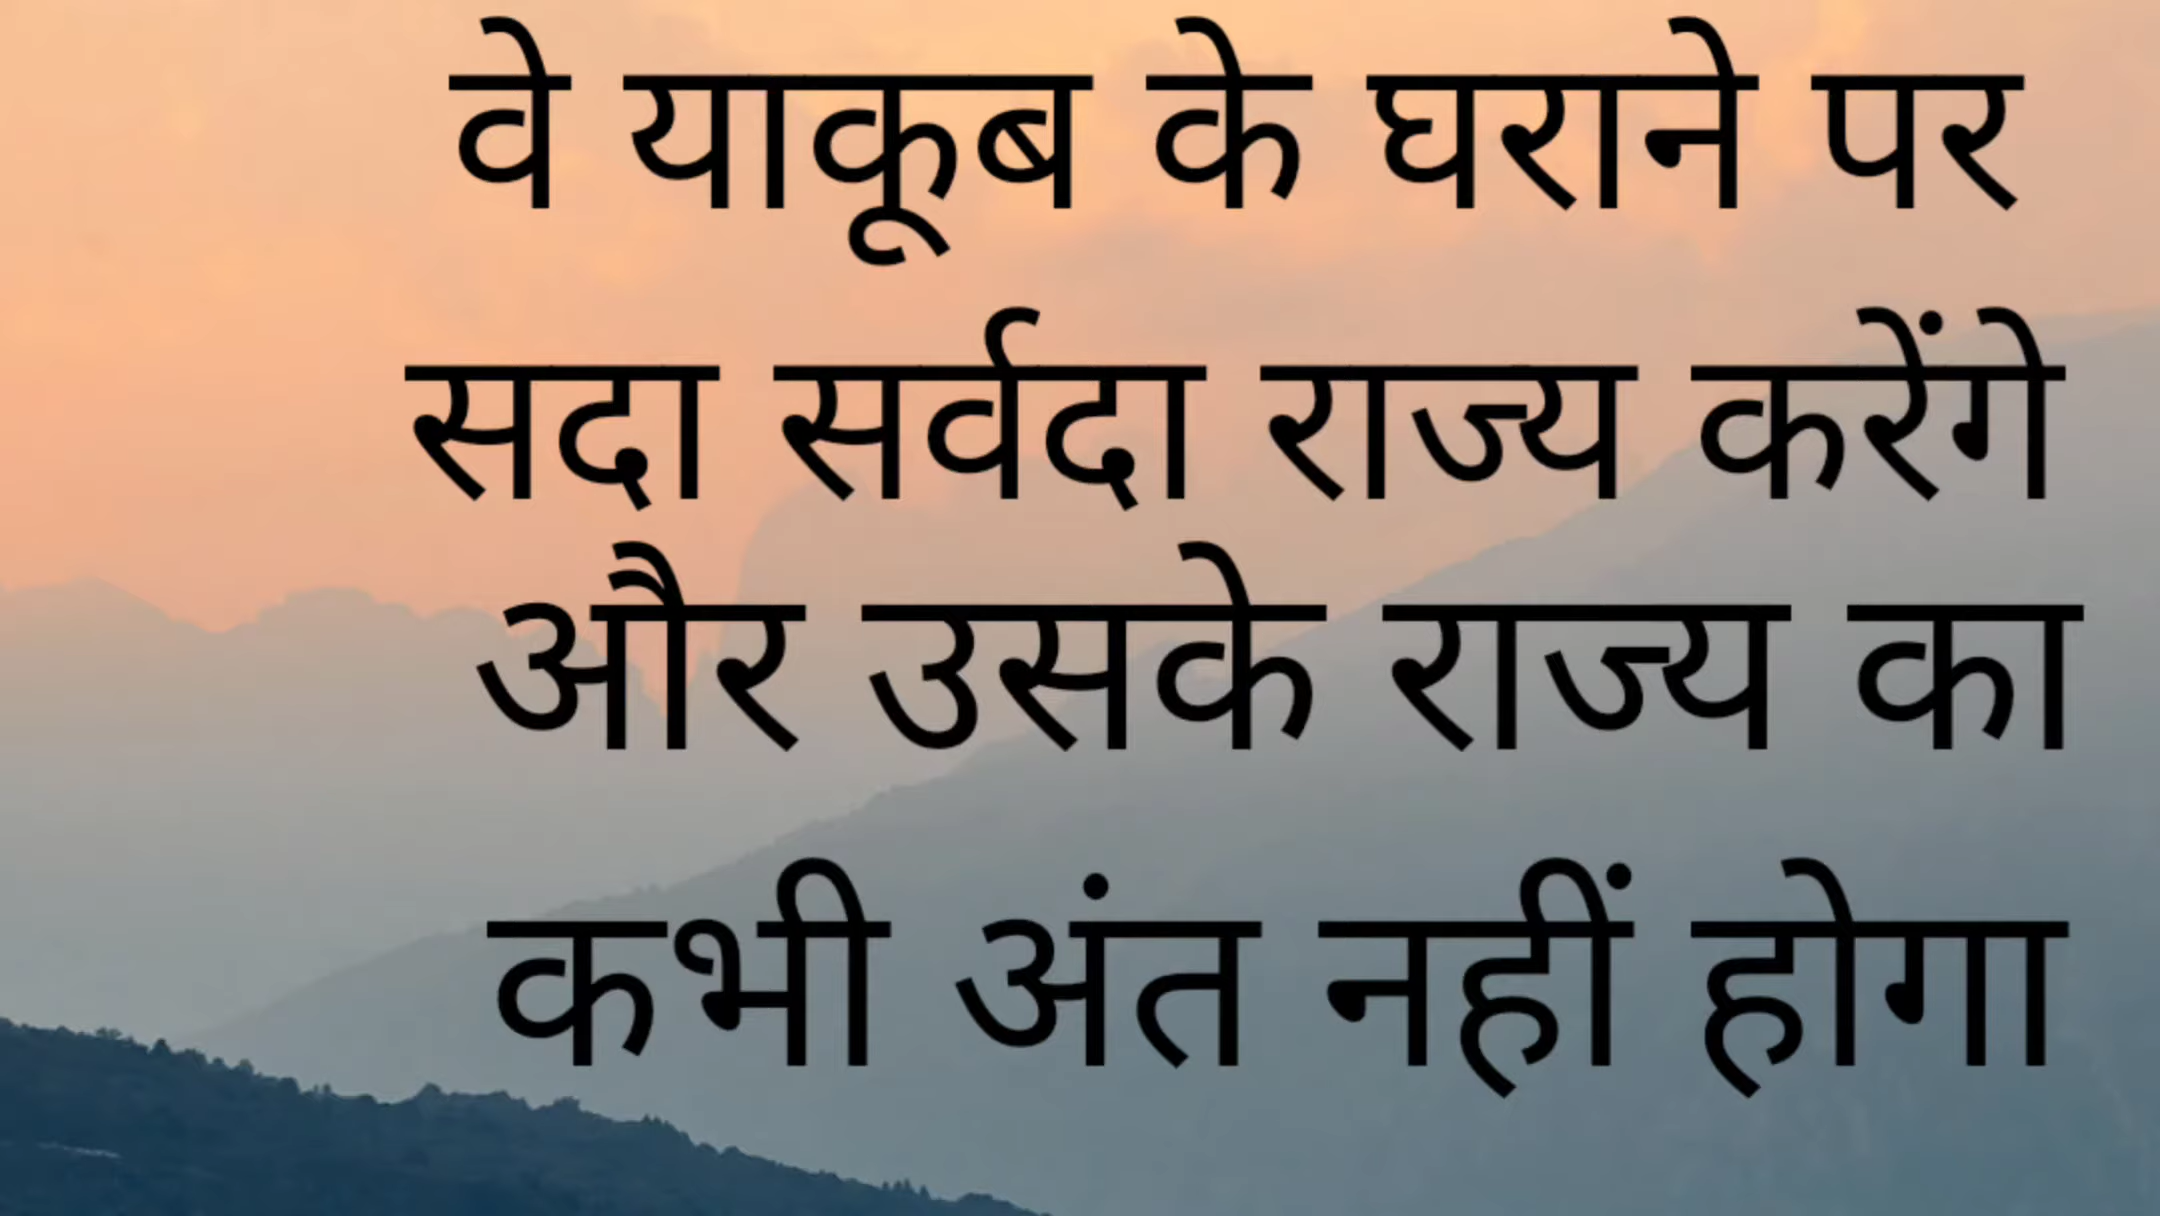 वे याकूब के घराने पर
सदा सर्वदा राज्य करेंगे
और उसके राज्य का
कभी अंत नहीं होगा